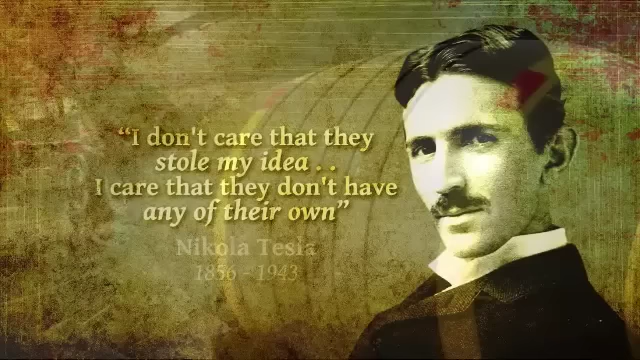 “I don't care that they
stole my idea . .
I care that they don't have
any of their own”
Nikola Tesla
1856 - 1943